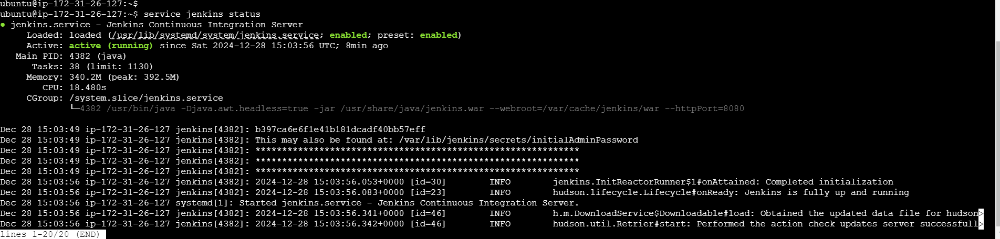 ubuntu@ip-172-31-26-127:~$
ubuntu@ip-172-31-26-127:~$ service jenkins status
● jenkins.service - Jenkins Continuous Integration Server
     Loaded: loaded (/usr/lib/systemd/system/jenkins.service; enabled; preset: enabled)
     Active: active (running) since Sat 2024-12-28 15:03:56 UTC; 8min ago
   Main PID: 4382 (java)
      Tasks: 38 (limit: 1130)
     Memory: 340.2M (peak: 392.5M)
        CPU: 18.480s
     CGroup: /system.slice/jenkins.service
             └─4382 /usr/bin/java -Djava.awt.headless=true -jar /usr/share/java/jenkins.war --webroot=/var/cache/jenkins/war --httpPort=8080
Dec 28 15:03:49 ip-172-31-26-127 jenkins[4382]: b397ca6e6f1e41b181dcadf40bb57eff
Dec 28 15:03:49 ip-172-31-26-127 jenkins[4382]: This may also be found at: /var/lib/jenkins/secrets/initialAdminPassword
Dec 28 15:03:49 ip-172-31-26-127 jenkins[4382]: *************************************************************
Dec 28 15:03:49 ip-172-31-26-127 jenkins[4382]: *************************************************************
Dec 28 15:03:49 ip-172-31-26-127 jenkins[4382]: *************************************************************
Dec 28 15:03:56 ip-172-31-26-127 jenkins[4382]: 2024-12-28 15:03:56.053+0000 [id=30]        INFO        jenkins.InitReactorRunner$1#onAttained: Completed initialization
Dec 28 15:03:56 ip-172-31-26-127 jenkins[4382]: 2024-12-28 15:03:56.083+0000 [id=23]        INFO        hudson.lifecycle.Lifecycle#onReady: Jenkins is fully up and running
Dec 28 15:03:56 ip-172-31-26-127 systemd[1]: Started jenkins.service - Jenkins Continuous Integration Server.
Dec 28 15:03:56 ip-172-31-26-127 jenkins[4382]: 2024-12-28 15:03:56.341+0000 [id=46]        INFO        h.m.DownloadService$Downloadable#load: Obtained the updated data file for hudson>
Dec 28 15:03:56 ip-172-31-26-127 jenkins[4382]: 2024-12-28 15:03:56.342+0000 [id=46]        INFO        hudson.util.Retrier#start: Performed the action check updates server successfull>
lines 1-20/20 (END)